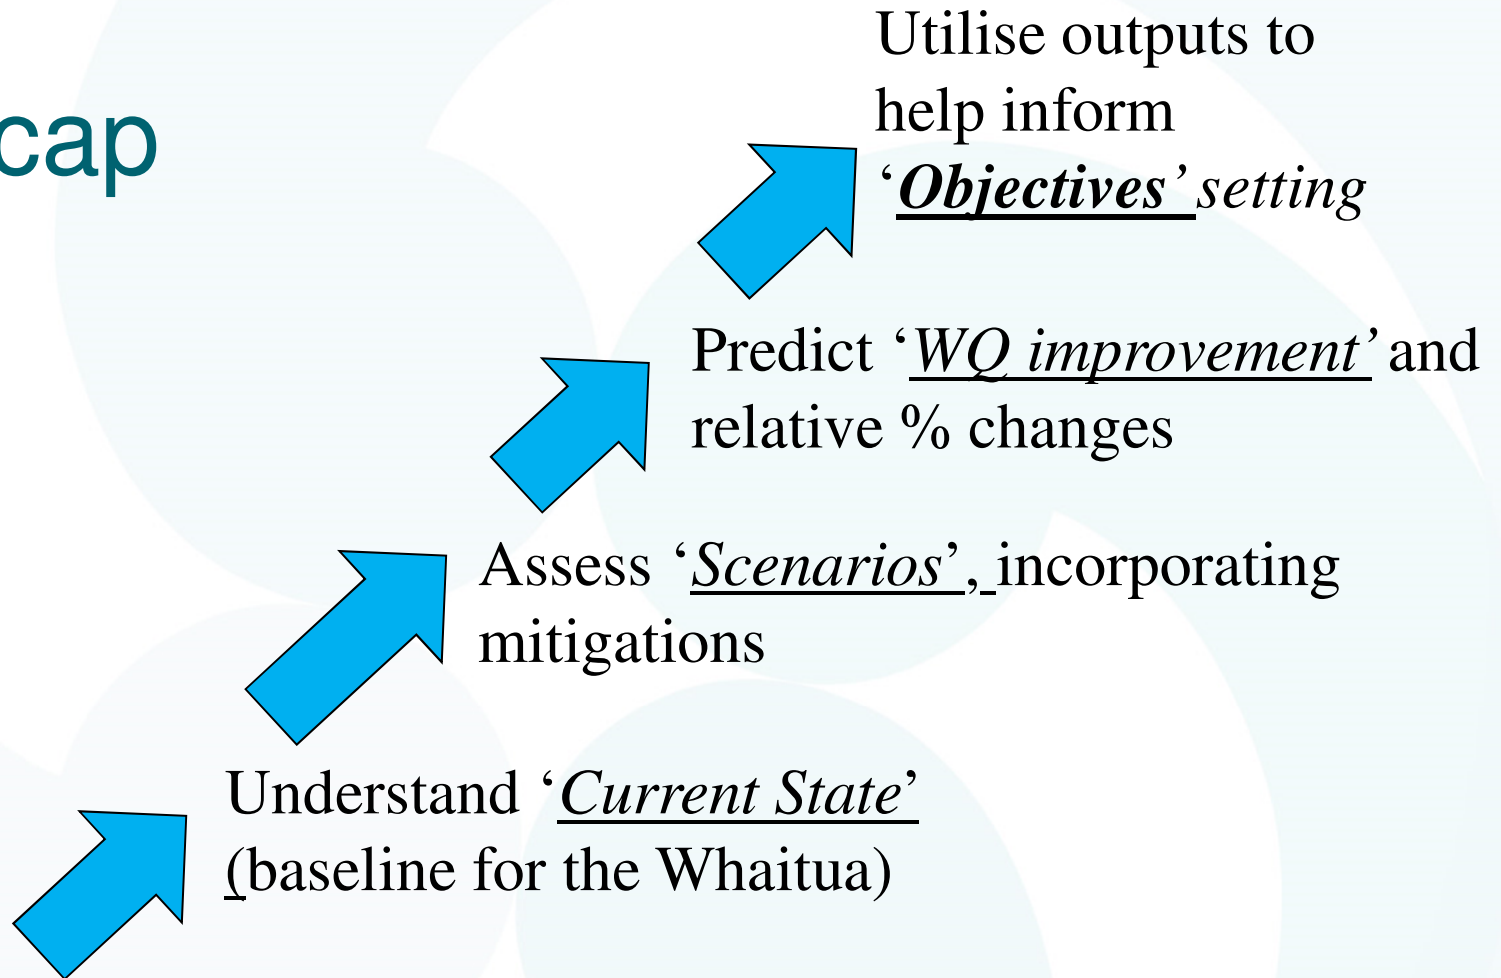 cap
Utilise outputs to
help inform
‘Objectives’ setting
Predict ‘WQ improvement’ and
relative % changes
Assess ‘Scenarios’, incorporating
mitigations
Understand ‘Current State’
(baseline for the Whaitua)